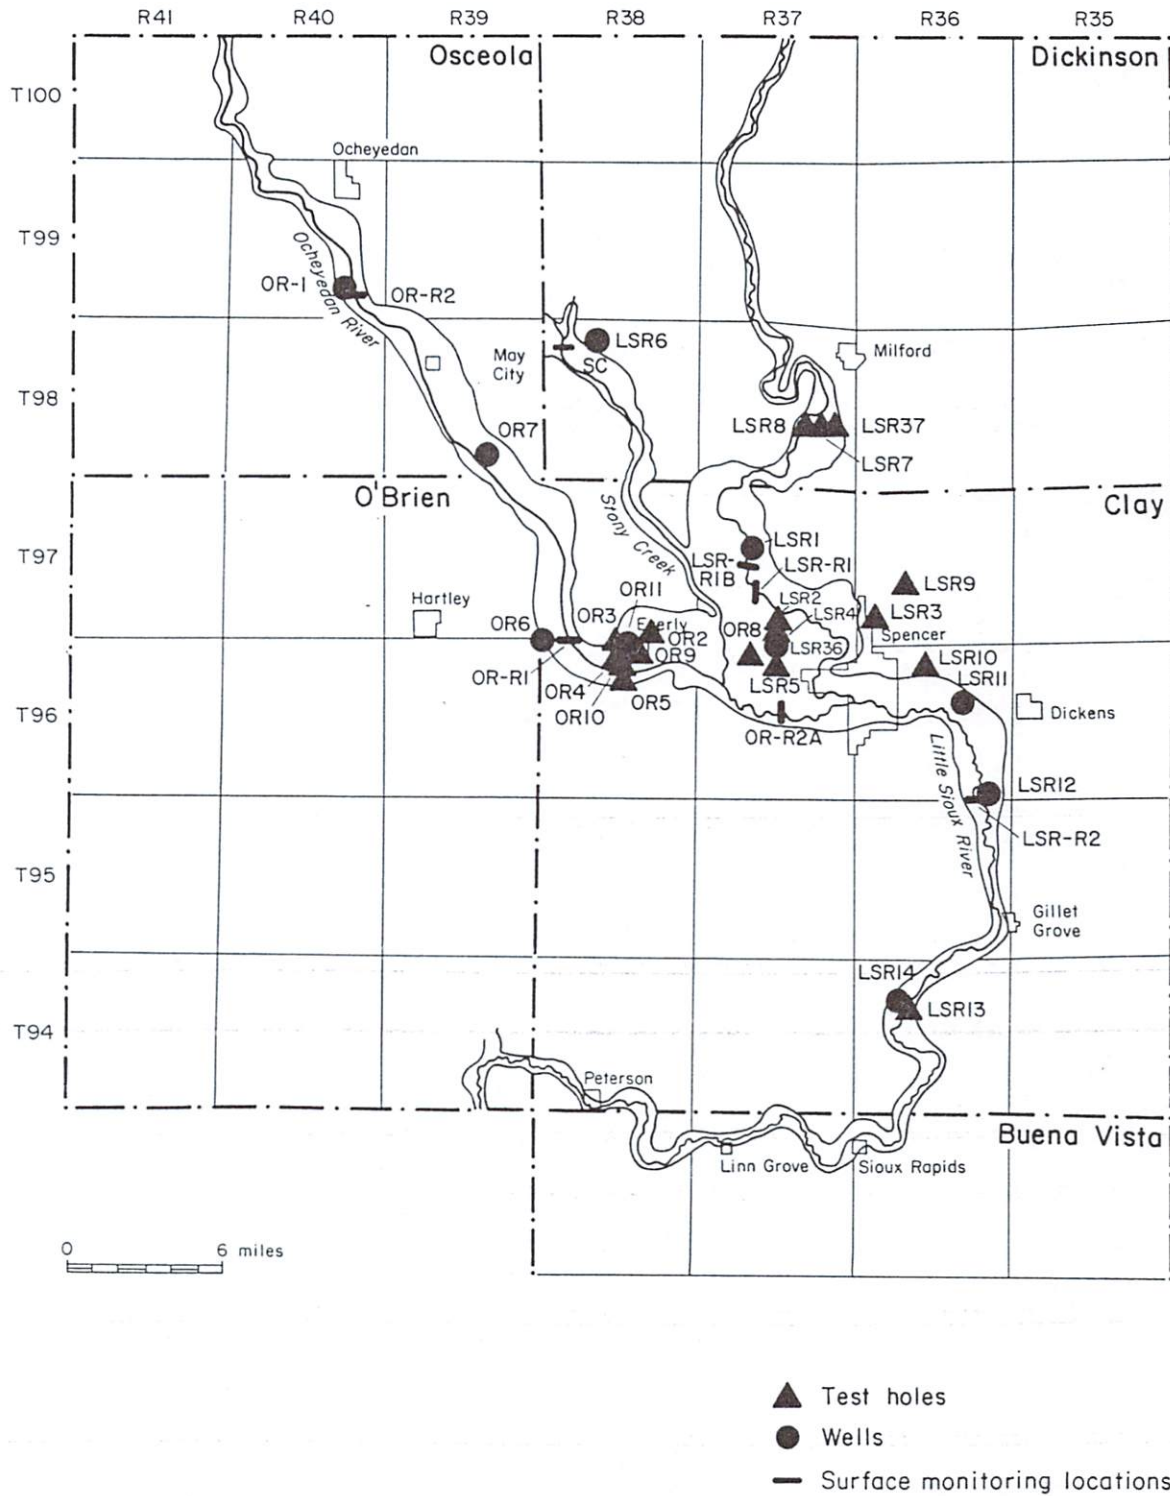 R41 R40 R39 R38 R37 R36 R35
Osceola
Dickinson
T100
Ocheyedan
T99
Ocheyedan River
OR-1
OR-R2
LSR6
May
City
SC
Milford
T98
OR7
LSR8
LSR37
LSR7
O'Brien
Clay
Stony Creek
T97
LSR1
LSR-
R1B
LSR-R1
LSR9
Hartley
OR11
LSR2
LSR3
OR6
OR3
Everly
OR2
OR8
LSR4
Spencer
OR9
LSR36
LSR10
OR-R1
OR4
LSR5
LSR11
OR10
OR5
T96
Dickens
OR-R2A
Little Sioux River
LSR12
LSR-R2
T95
Gillet
Grove
LSR14
LSR13
T94
Peterson
Buena Vista
Linn Grove
Sioux Rapids
0 6 miles
Test holes
Wells
Surface monitoring locations